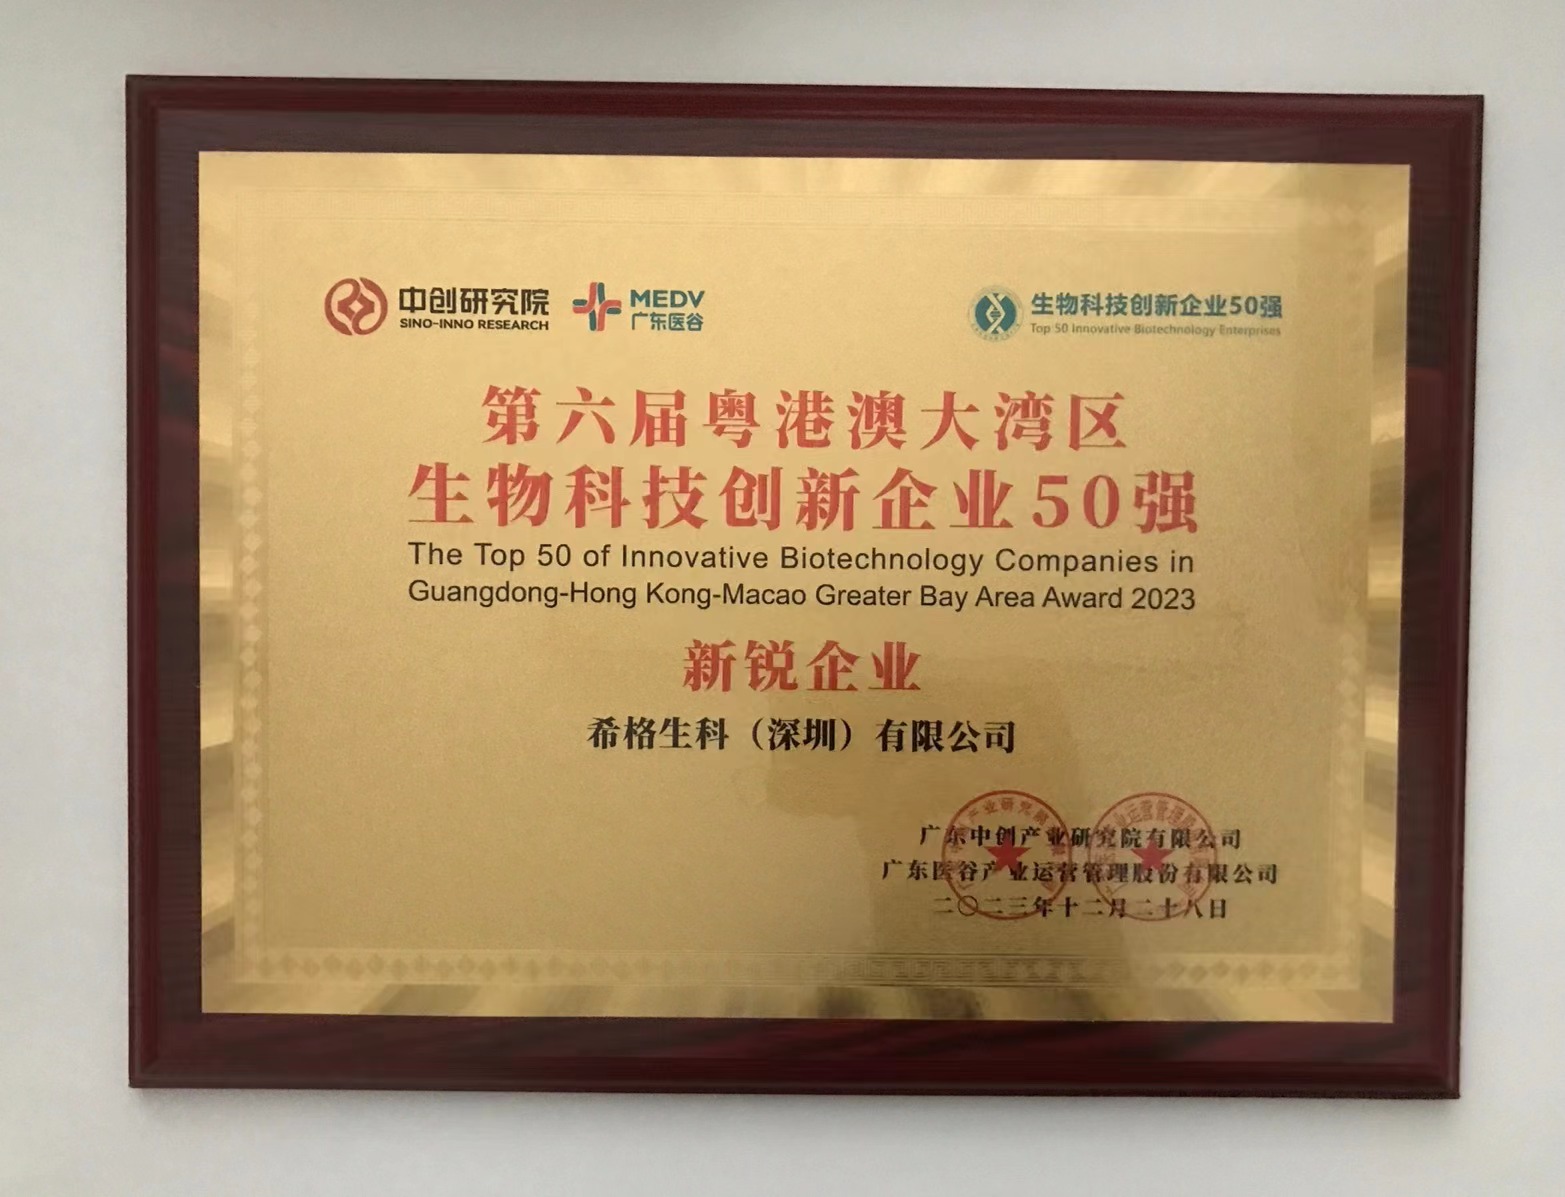 中创研究院
SINO-INNO RESEARCH
MEDV
广东医谷
生物科技创新企业50强
Top 50 Innovative Biotechnology Enterprises
第六届粤港澳大湾区
生物科技创新企业50强
The Top 50 of Innovative Biotechnology Companies in
Guangdong-Hong Kong-Macao Greater Bay Area Award 2023
新锐企业
希格生科（深圳）有限公司
广东中创产业研究院有限公司
广东医谷产业运营管理股份有限公司
二〇二三年十二月二十八日